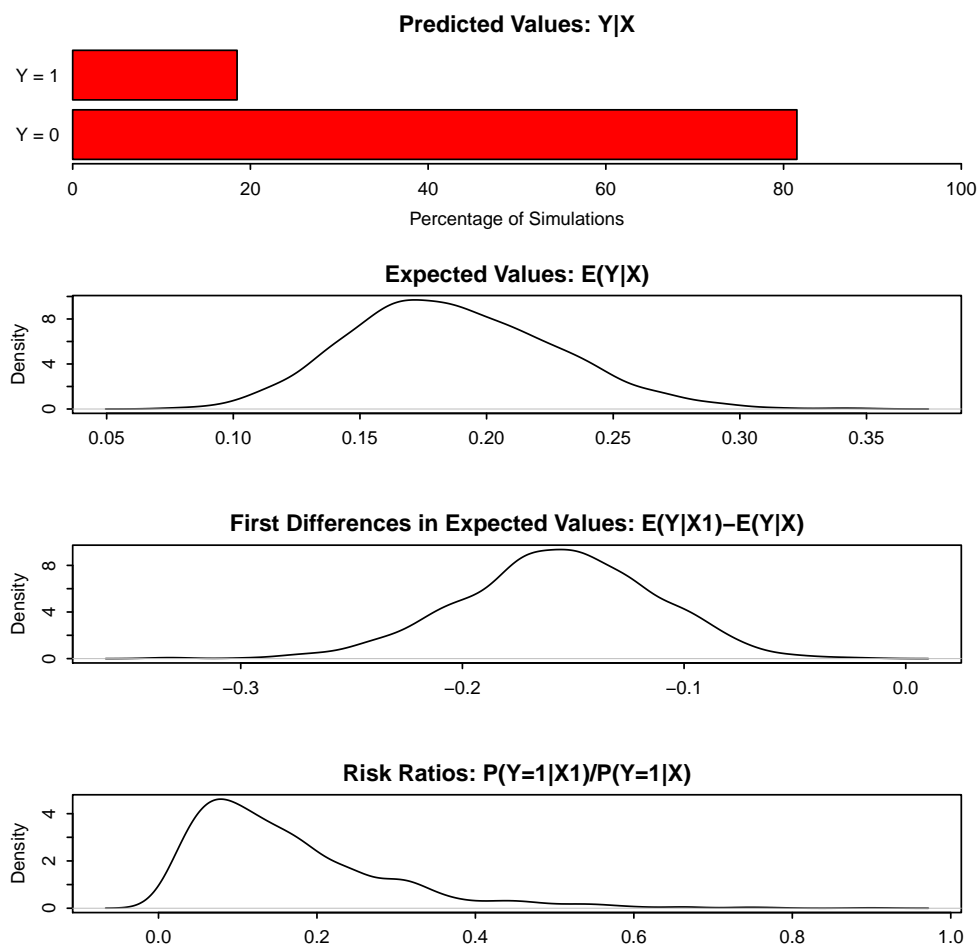 Predicted Values: Y|X
Y = 1
Y = 0
0 20 40 60 80 100
Percentage of Simulations
Expected Values: E(Y|X)
Density
0 4 8
0.05 0.10 0.15 0.20 0.25 0.30 0.35
First Differences in Expected Values: E(Y|X1)−E(Y|X)
Density
0 4 8
−0.3 −0.2 −0.1 0.0
Risk Ratios: P(Y=1|X1)/P(Y=1|X)
Density
0 2 4
0.0 0.2 0.4 0.6 0.8 1.0